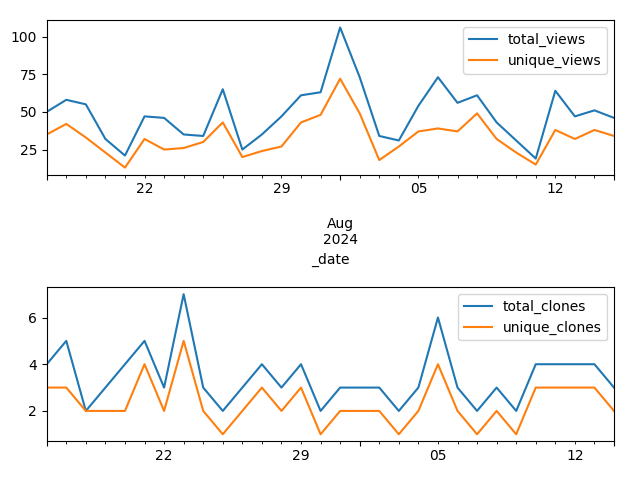 100
75
50
25
total_views
unique_views
22
29
05
12
Aug
2024
_date
6
4
2
total_clones
unique_clones
22
29
05
12